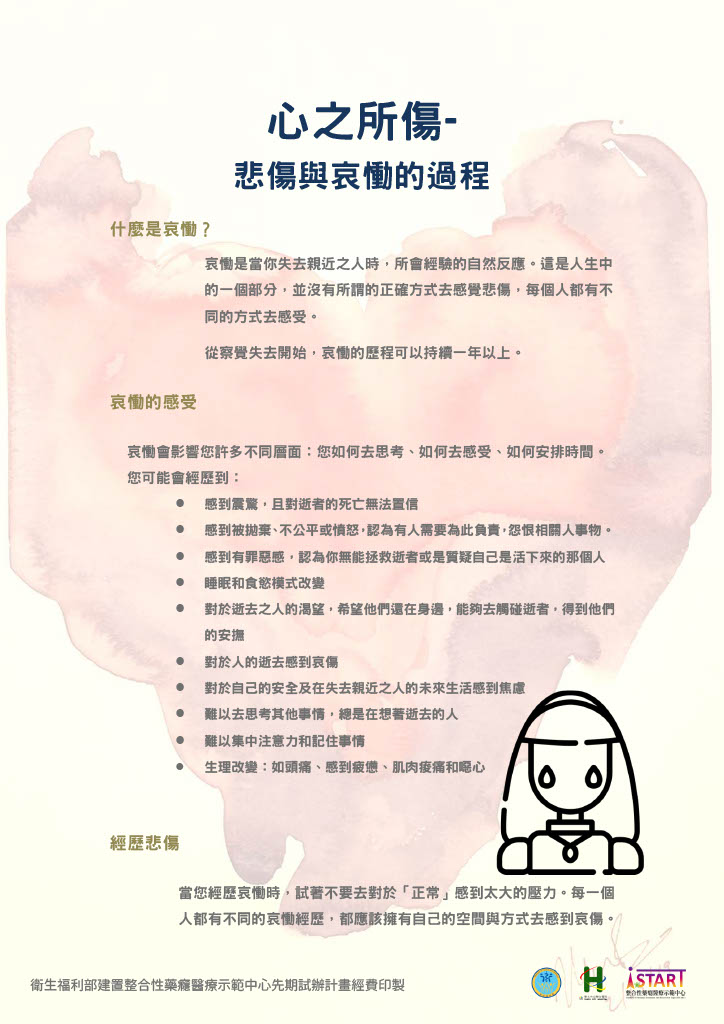 心之所傷-
悲傷與哀慟的過程
什麼是哀慟？
哀慟是當你失去親近之人時，所會經驗的自然反應。這是人生中
的一個部分，並沒有所謂的正確方式去感覺悲傷，每個人都有不
同的方式去感受。
從察覺失去開始，哀慟的歷程可以持續一年以上。
哀慟的感受
哀慟會影響您許多不同層面：您如何去思考、如何去感受、如何安排時間。
您可能會經歷到：
● 感到震驚，且對逝者的死亡無法置信
● 感到被拋棄、不公平或憤怒，認為有人需要為此負責，怨恨相關人事物。
● 感到有罪惡感，認為你無能拯救逝者或是質疑自己是活下來的那個人
● 睡眠和食慾模式改變
● 對於逝去之人的渴望，希望他們還在身邊，能夠去觸碰逝者，得到他們
的安撫
● 對於人的逝去感到哀傷
● 對於自己的安全及在失去親近之人的未來生活感到焦慮
● 難以去思考其他事情，總是在想著逝去的人
● 難以集中注意力和記住事情
● 生理改變：如頭痛、感到疲憊、肌肉痠痛和噁心
經歷悲傷
當您經歷哀慟時，試著不要去對於「正常」感到太大的壓力。每一個
人都有不同的哀慟經歷，都應該擁有自己的空間與方式去感到哀傷。
衛生福利部建置整合性藥癮醫療示範中心先期試辦計畫經費印製
iSTART
整合性藥癮醫療示範中心